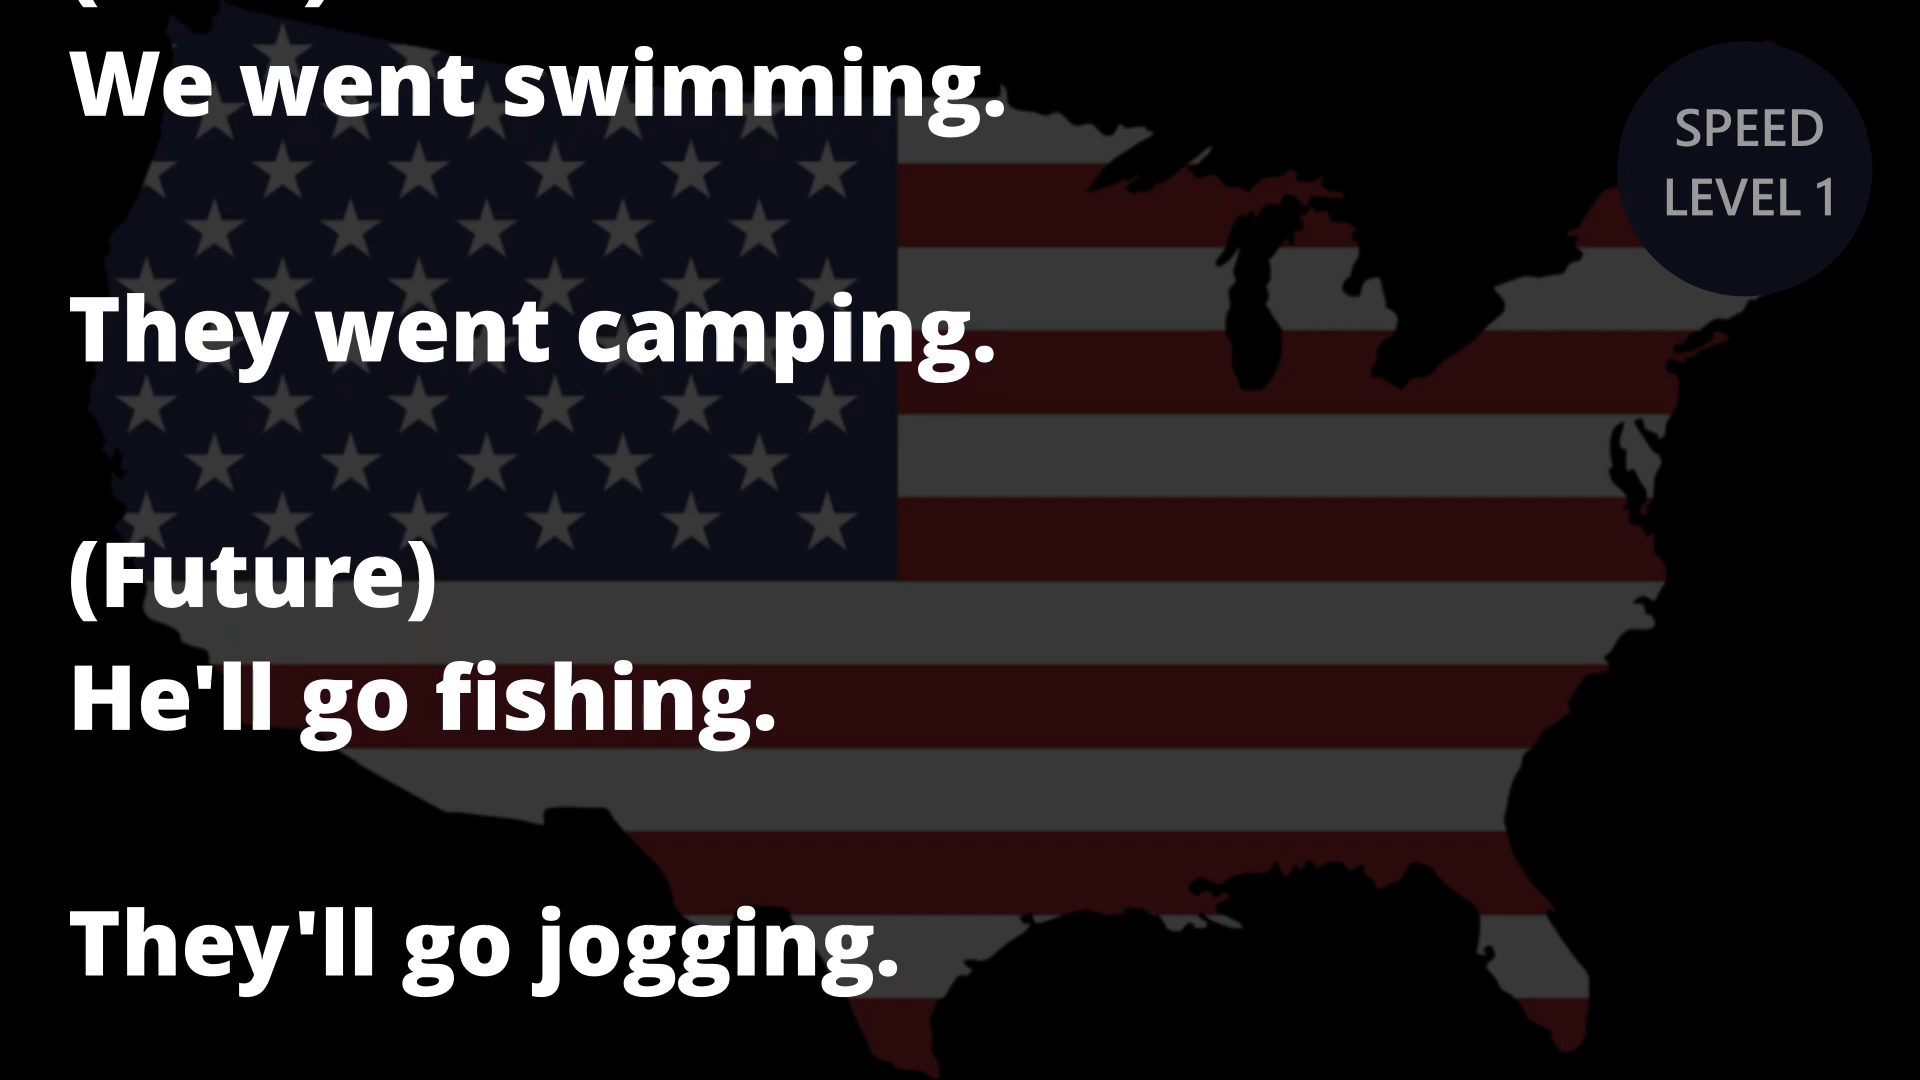 We went swimming.
They went camping.
(Future)
He'll go fishing.
They'll go jogging.
SPEED
LEVEL 1